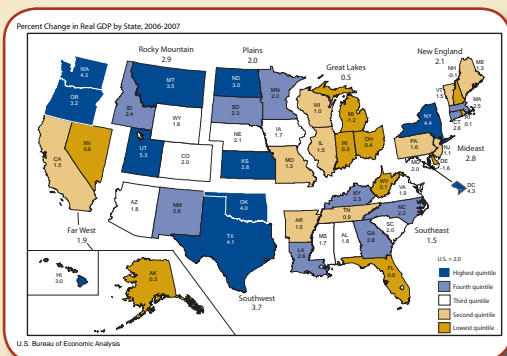 Percent Change in Real GDP by State, 2006-2007
Rocky Mountain
2.9
Plains
2.0
Great Lakes
0.5
New England
2.1
WA
4.3
OR
3.2
CA
1.5
NV
0.6
ID
2.4
MT
3.5
WY
1.8
UT
5.3
CO
2.0
AZ
1.8
NM
2.8
ND
3.0
SD
2.3
NE
2.1
KS
2.8
OK
4.0
TX
4.1
MN
2.2
IA
1.7
MO
1.3
AR
1.5
LA
2.6
WI
1.0
IL
1.5
MI
-1.2
IN
0.3
OH
0.4
KY
2.3
TN
0.9
MS
1.7
AL
1.8
GA
2.8
FL
0.0
SC
2.0
NC
2.2
VA
1.9
WV
0.1
PA
1.6
NY
4.4
VT
1.5
NH
-0.1
ME
1.3
MA
2.5
RI
0.1
CT
2.8
NJ
1.1
DE
-1.6
MD
2.0
DC
4.3
Mideast
2.8
Southeast
1.5
Southwest
3.7
Far West
1.9
HI
3.0
AK
0.3
U.S. = 2.0
Highest quintile
Fourth quintile
Third quintile
Second quintile
Lowest quintile
U.S. Bureau of Economic Analysis